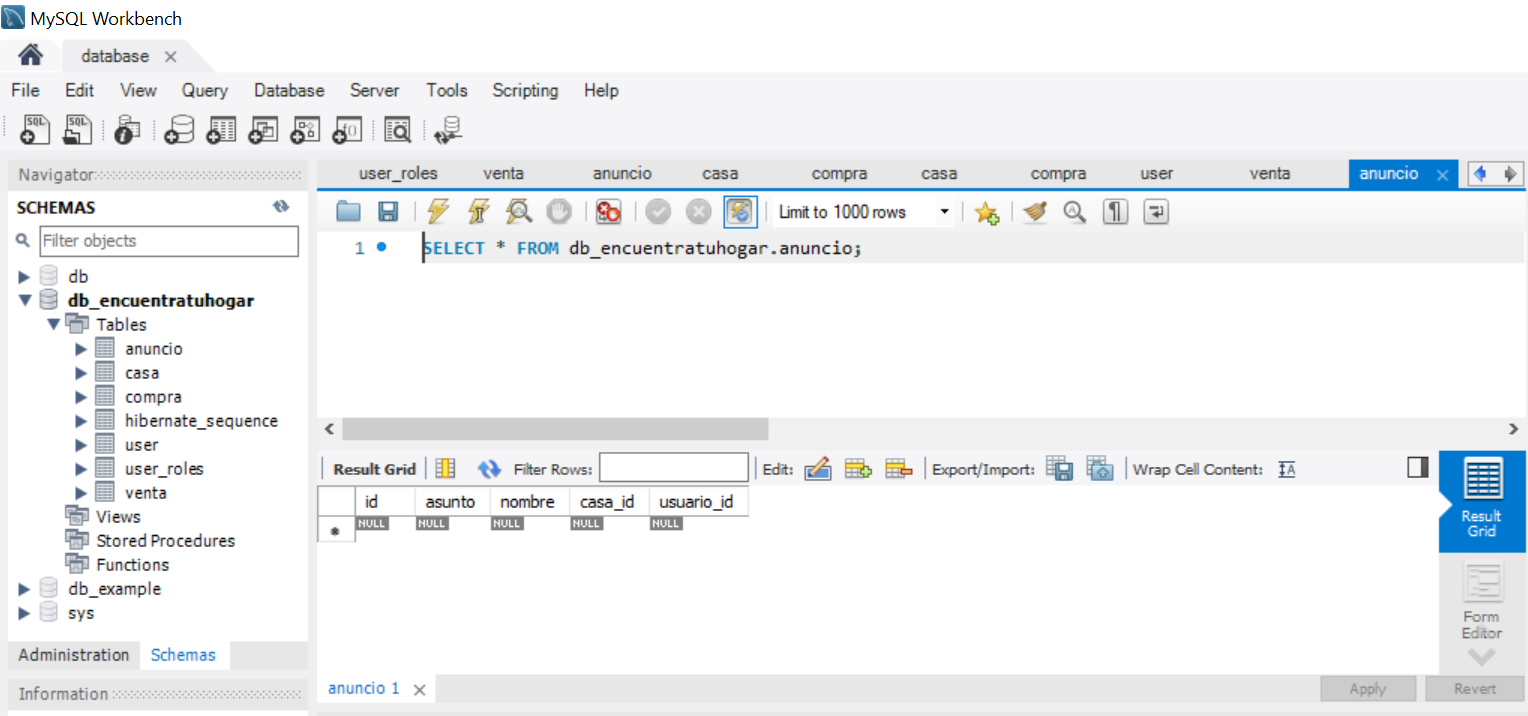 MySQL Workbench
database
File Edit View Query Database Server Tools Scripting Help
Navigator
SCHEMAS
Filter objects
db
db_encuentratuhogar
Tables
anuncio
casa
compra
hibernate_sequence
user
user_roles
venta
Views
Stored Procedures
Functions
db_example
sys
Administration Schemas
Information
user_roles venta anuncio casa compra casa compra user venta anuncio
Limit to 1000 rows
1 SELECT * FROM db_encuentratuhogar.anuncio;
Result Grid Filter Rows: Edit: Export/Import: Wrap Cell Content:
id asunto nombre casa_id usuario_id
NULL NULL NULL NULL NULL
Result
Grid
Form
Editor
anuncio 1
Apply Revert